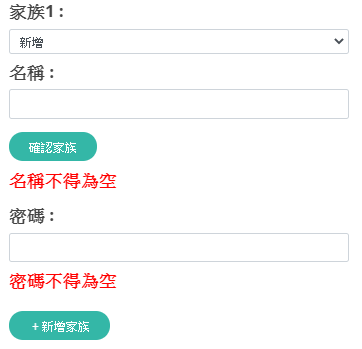 家族1 :
新增
名稱 :
確認家族
名稱不得為空
密碼 :
密碼不得為空
+ 新增家族